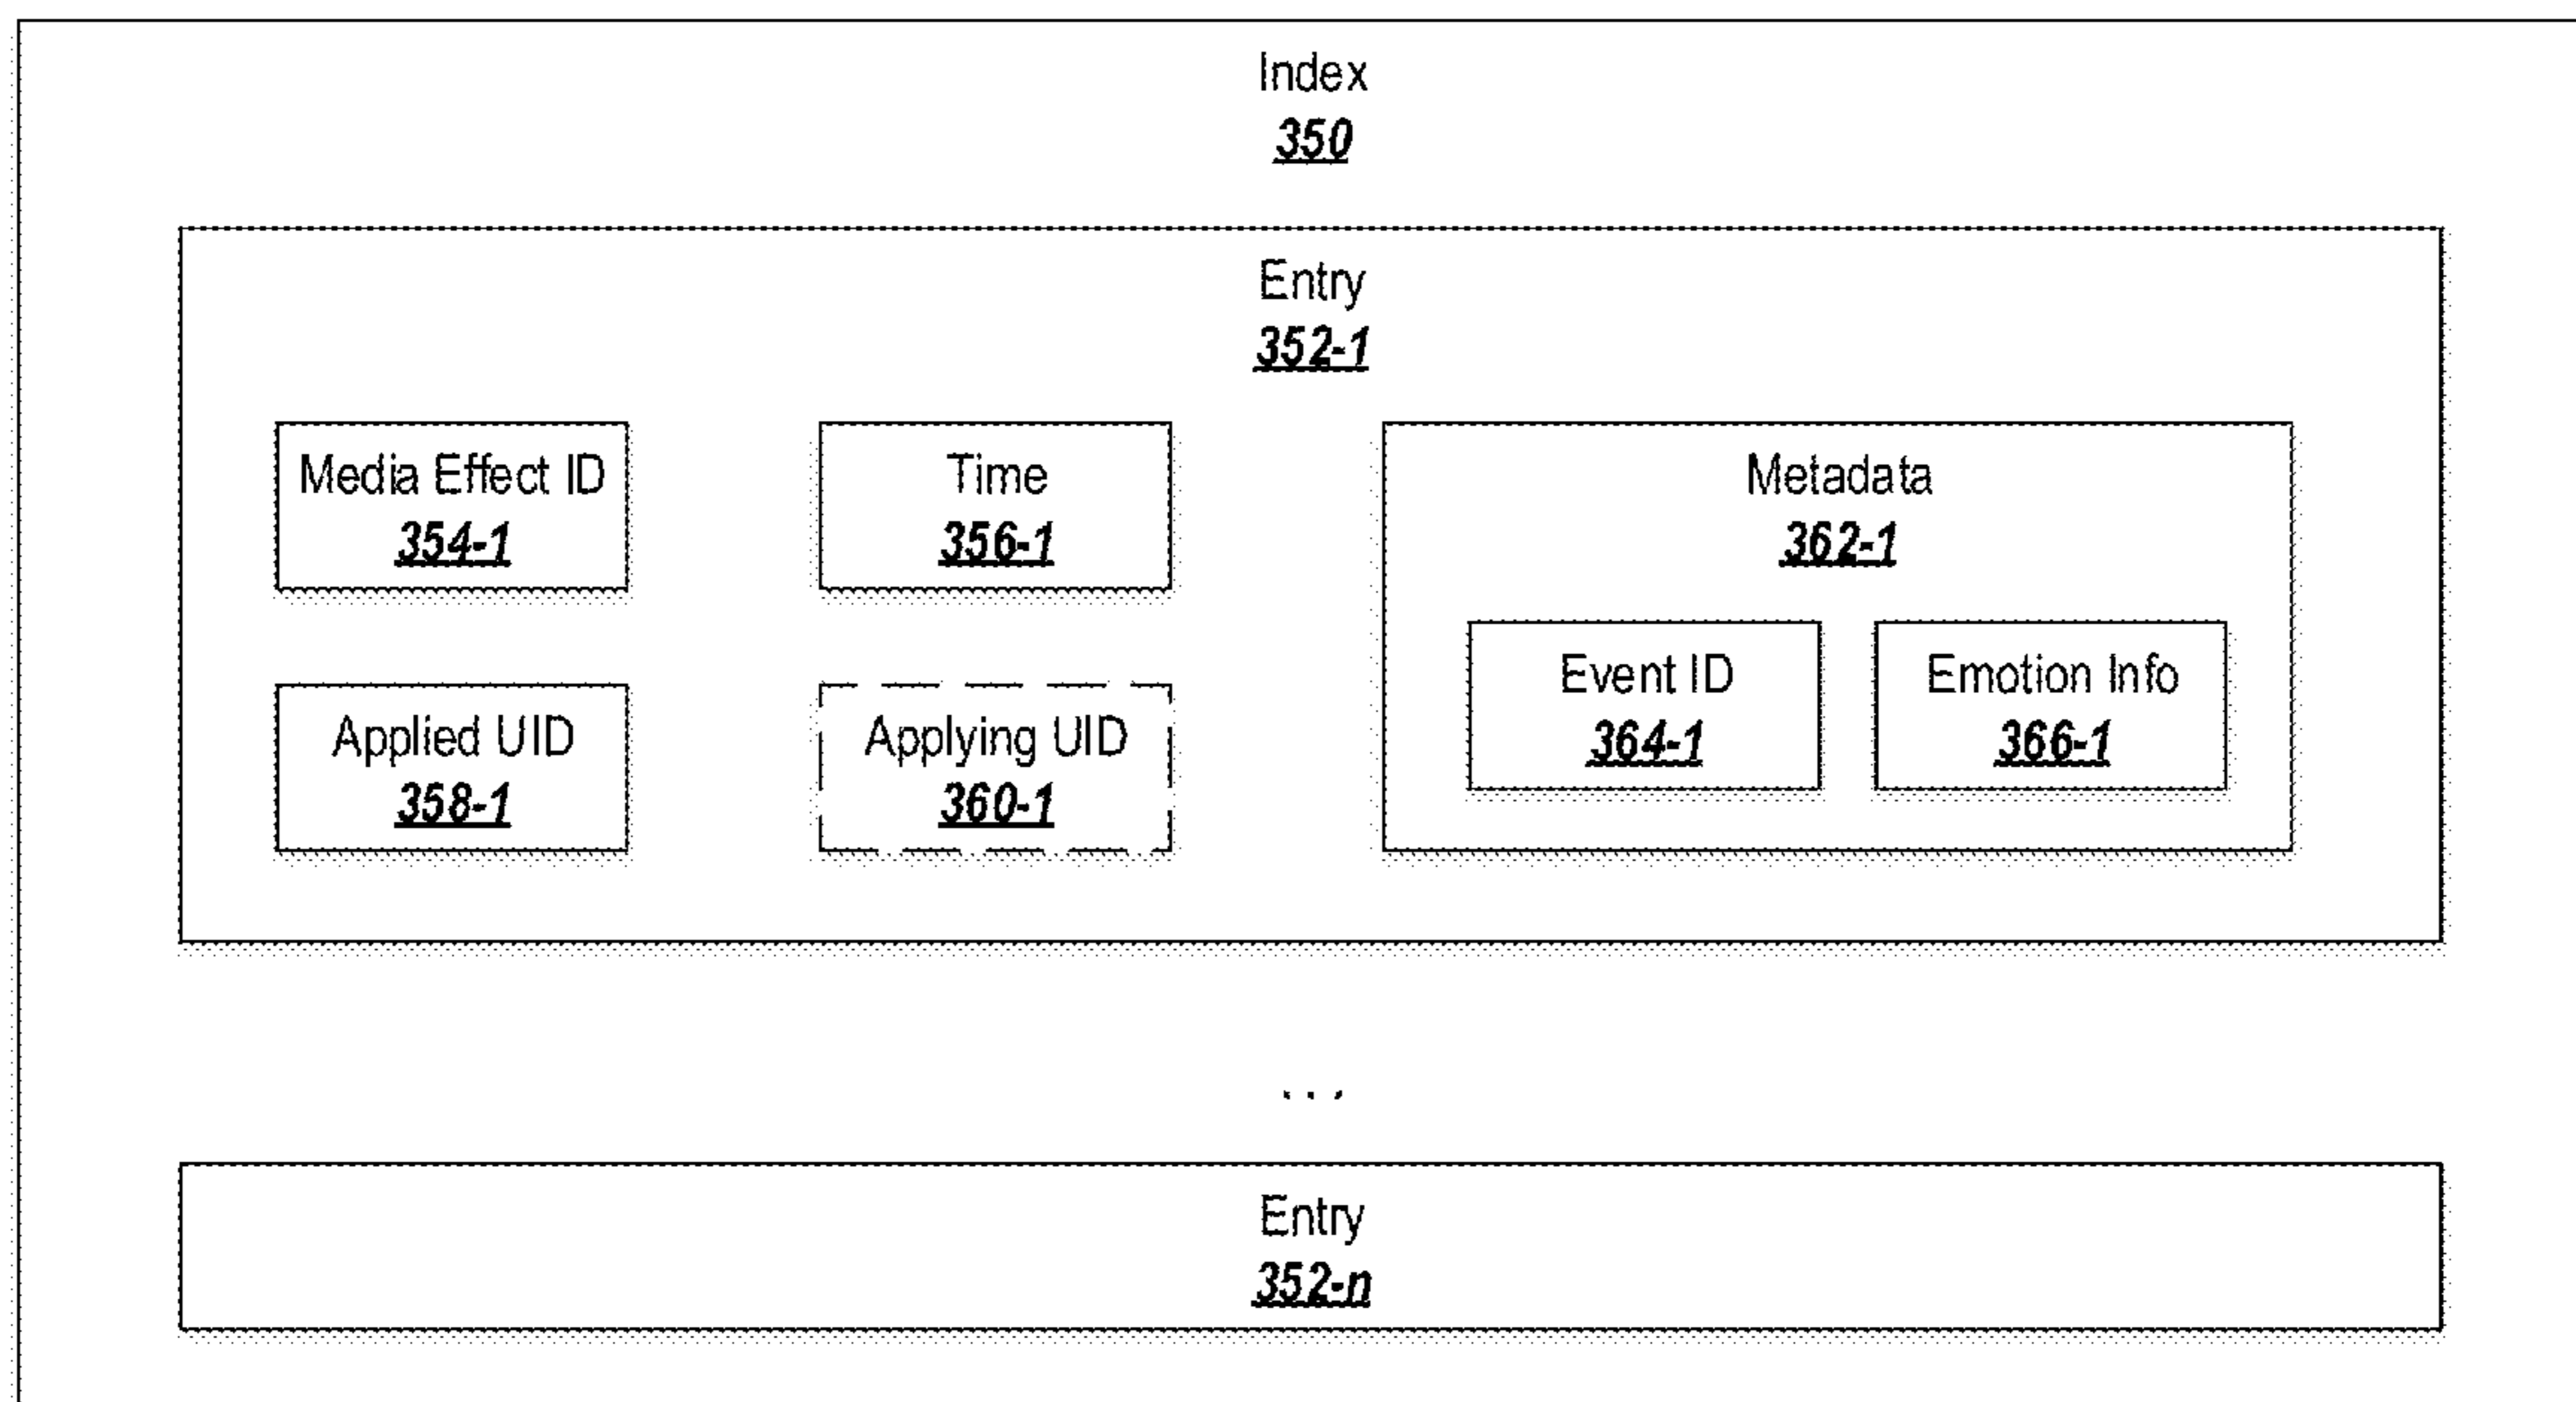 Index
350
Entry
352-1
Media Effect ID
354-1
Time
356-1
Metadata
362-1
Event ID
364-1
Emotion Info
366-1
Applied UID
358-1
Applying UID
360-1
...
Entry
352-n